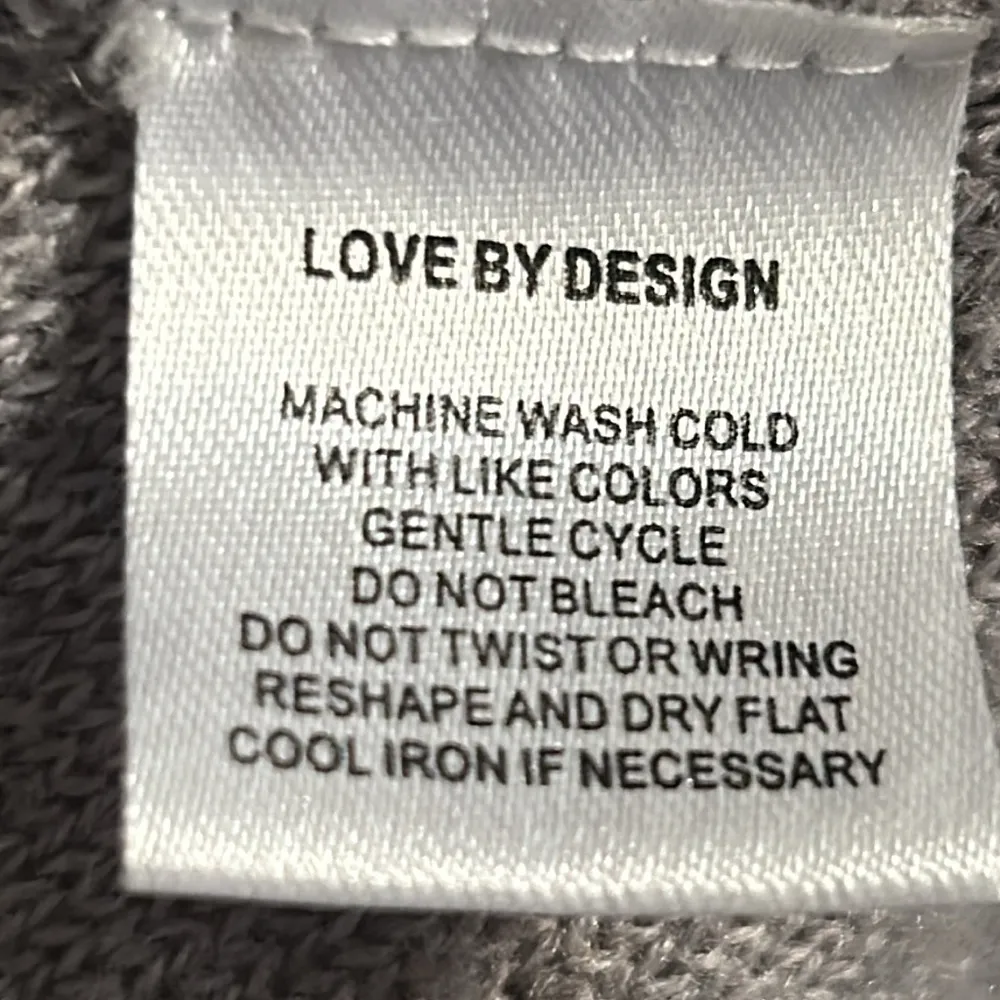 LOVE BY DESIGN
MACHINE WASH COLD
WITH LIKE COLORS
GENTLE CYCLE
DO NOT BLEACH
DO NOT TWIST OR WRING
RESHAPE AND DRY FLAT
COOL IRON IF NECESSARY